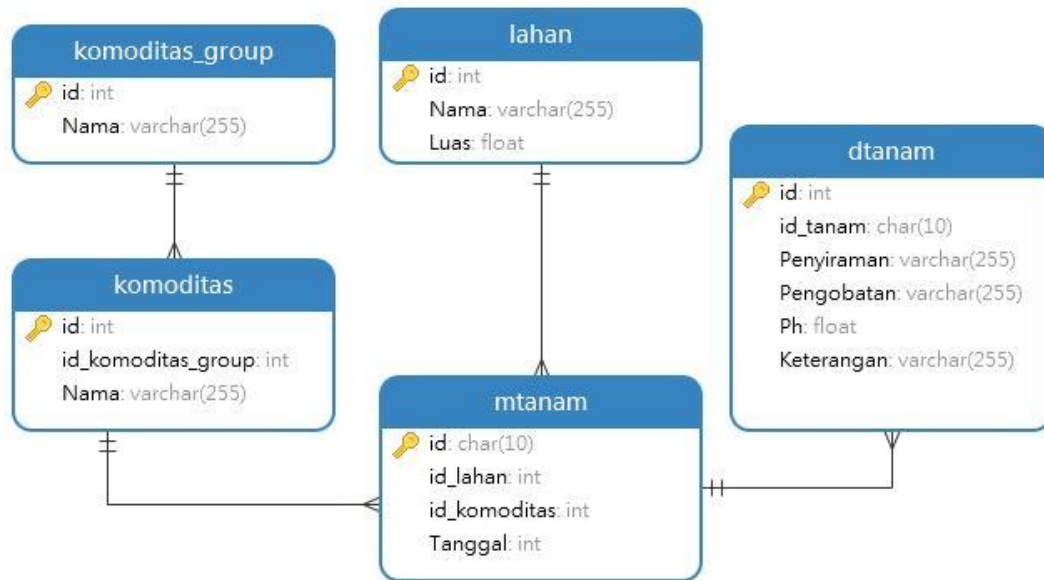 komoditas_group
id: int
Nama: varchar(255)
lahan
id: int
Nama: varchar(255)
Luas: float
dtanam
id: int
id_tanam: char(10)
Penyiraman: varchar(255)
Pengobatan: varchar(255)
Ph: float
Keterangan: varchar(255)
komoditas
id: int
id_komoditas_group: int
Nama: varchar(255)
mtanam
id: char(10)
id_lahan: int
id_komoditas: int
Tanggal: int